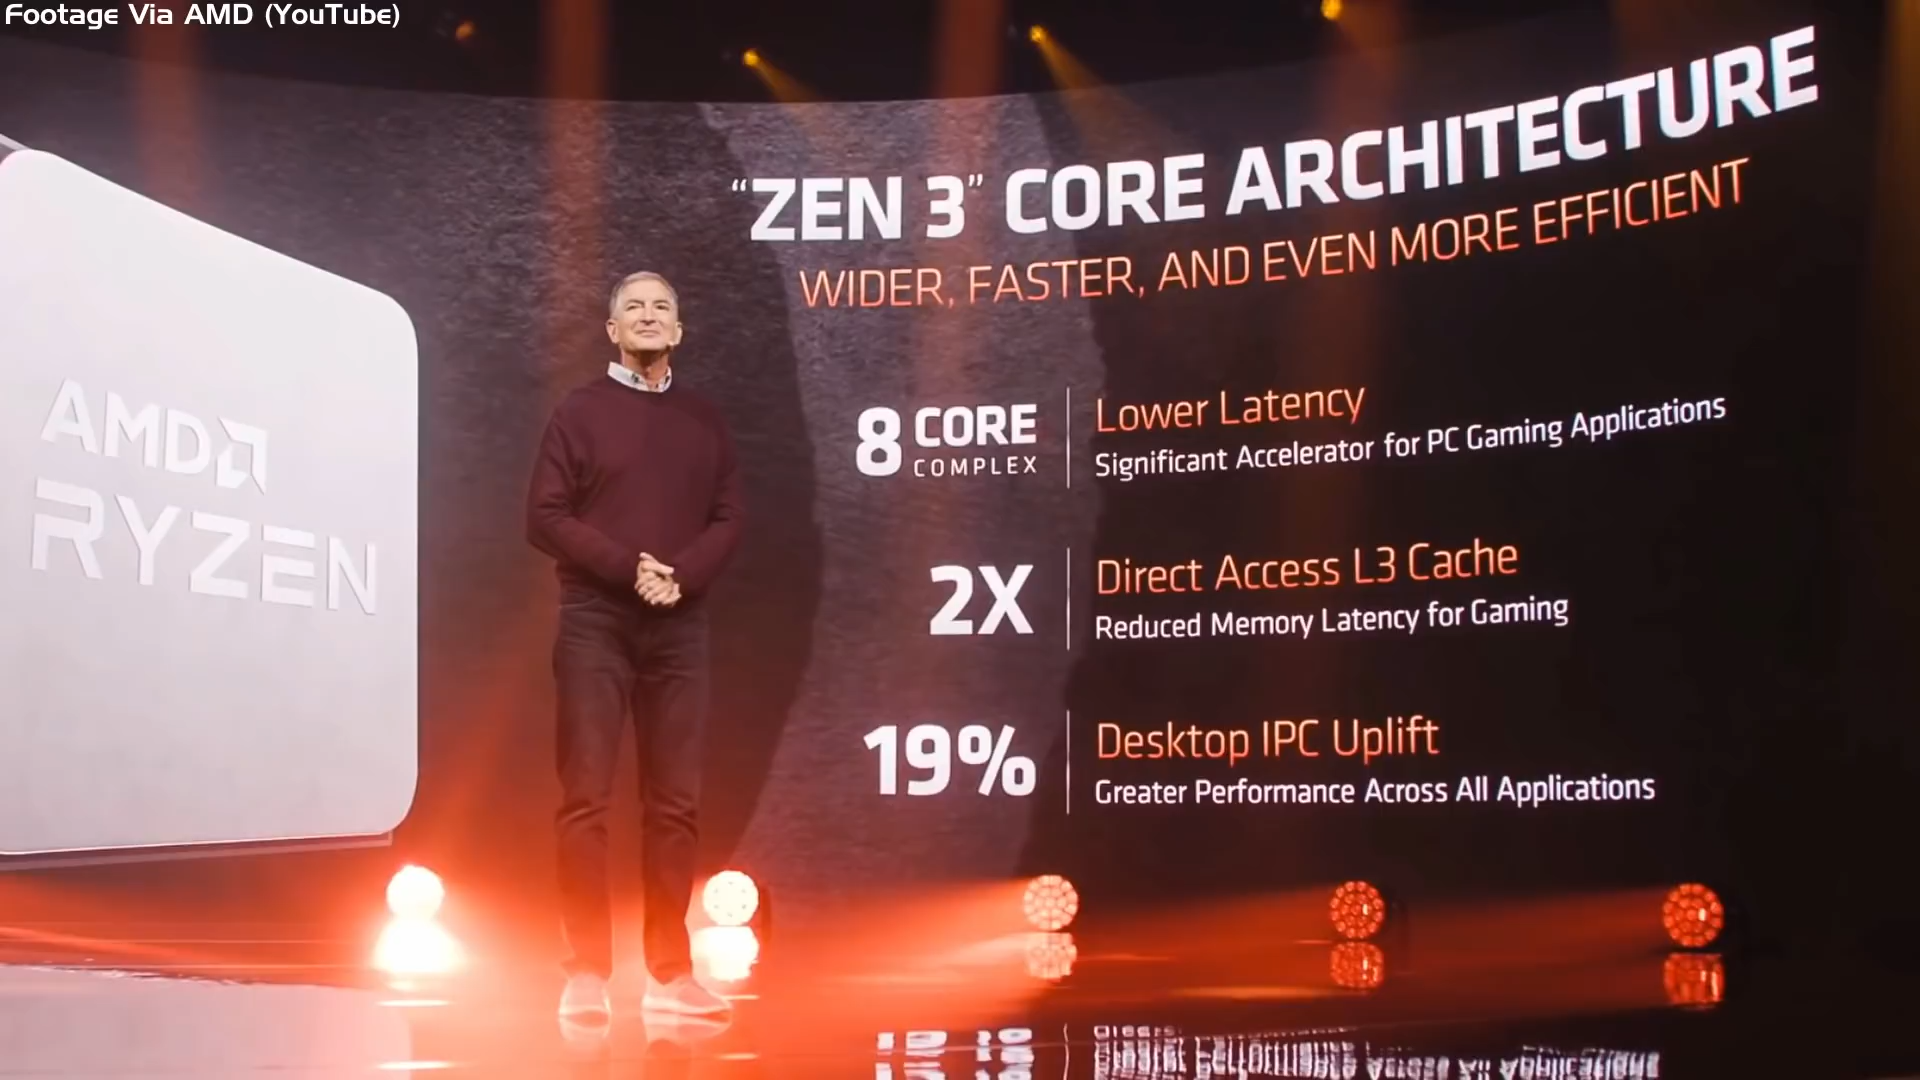 Footage Via AMD (YouTube)
"ZEN 3" CORE ARCHITECTURE
WIDER, FASTER, AND EVEN MORE EFFICIENT
AMD
RYZEN
8 CORE
COMPLEX
Lower Latency
Significant Accelerator for PC Gaming Applications
2X
Direct Access L3 Cache
Reduced Memory Latency for Gaming
19%
Desktop IPC Uplift
Greater Performance Across All Applications